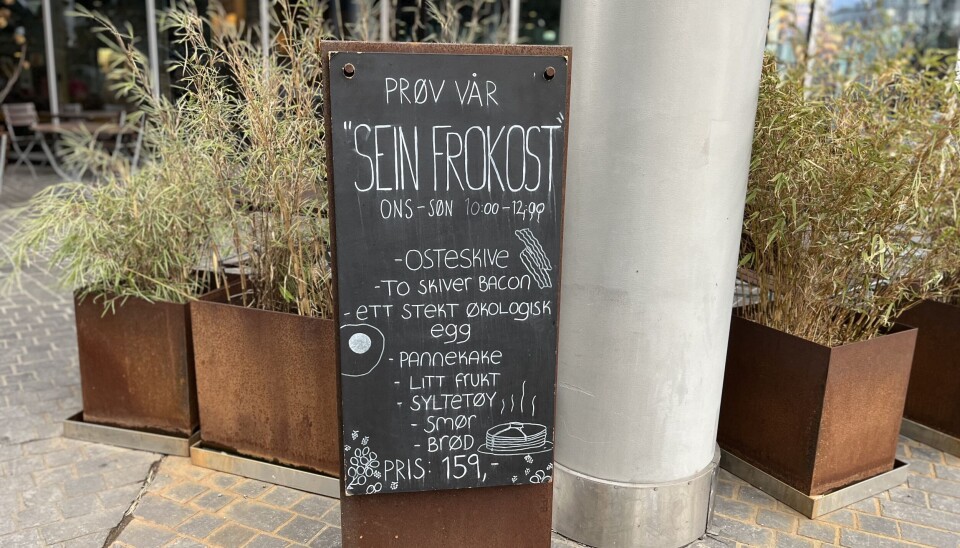 PRØV VÅR
"SEIN FROKOST"
ONS-SØN 10:00-12:00
-OSTESKIVE
-TO SKIVER BACON
-ETT STEKT ØKOLOGISK
EGG
-PANNEKAKE
-LITT FRUKT
-SYLTETØY
-SMØR
-BRØD
PRIS: 159,-